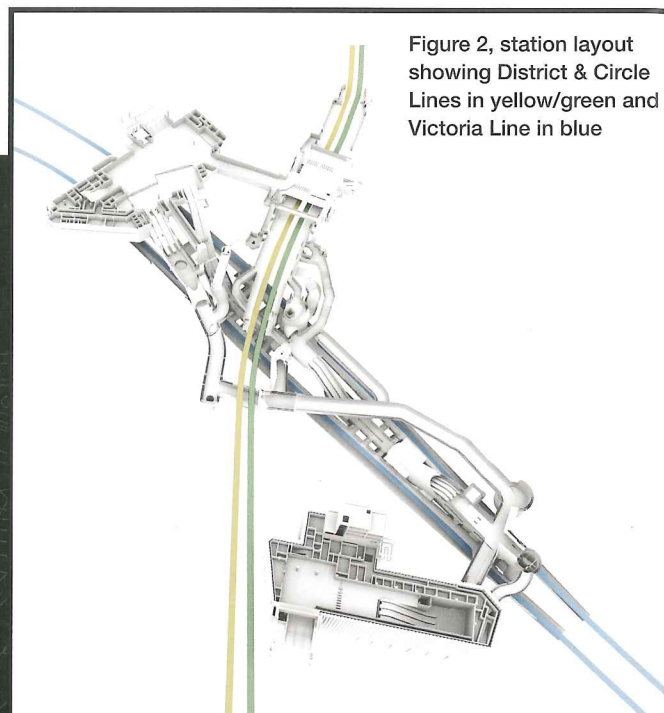 Figure 2, station layout
showing District & Circle
Lines in yellow/green and
Victoria Line in blue